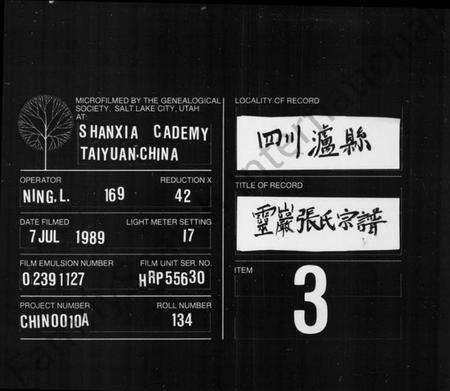 MICROFILMED BY THE GENEALOGICAL
SOCIETY, SALT LAKE CITY, UTAH
AT:
SHANXIA CADEMY
TAIYUAN.CHINA
OPERATOR
NING, L. 169
REDUCTION X
42
DATE FILMED
7 JUL 1989
LIGHT METER SETTING
17
FILM EMULSION NUMBER
02391127
FILM UNIT SER. NO.
HRP55630
PROJECT NUMBER
CHIN0010A
ROLL NUMBER
134
LOCALITY OF RECORD
四川瀘縣
TITLE OF RECORD
靈巖張氏宗譜
ITEM
3